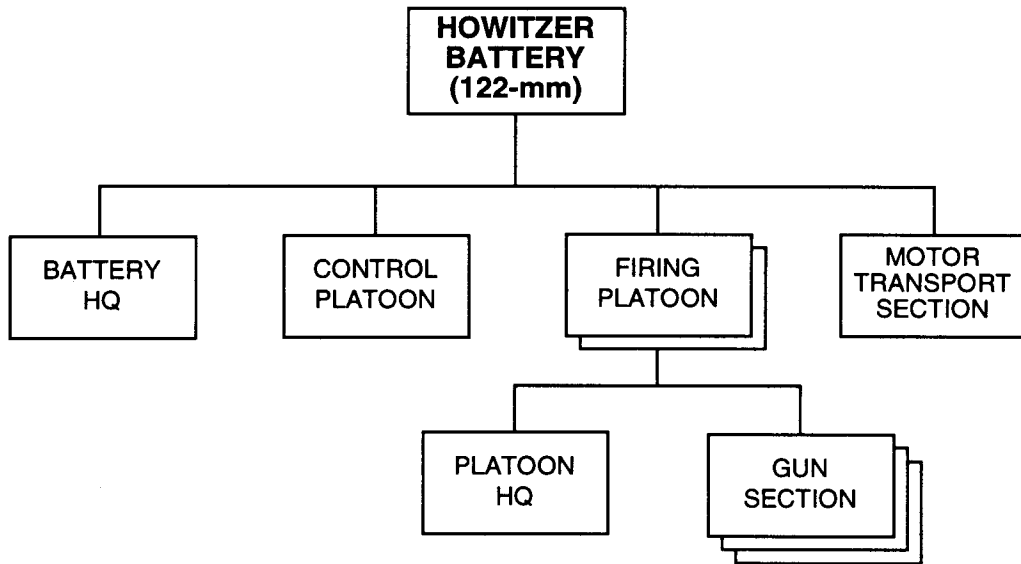 HOWITZER
BATTERY
(122-mm)
BATTERY
HQ
CONTROL
PLATOON
FIRING
PLATOON
MOTOR
TRANSPORT
SECTION
PLATOON
HQ
GUN
SECTION